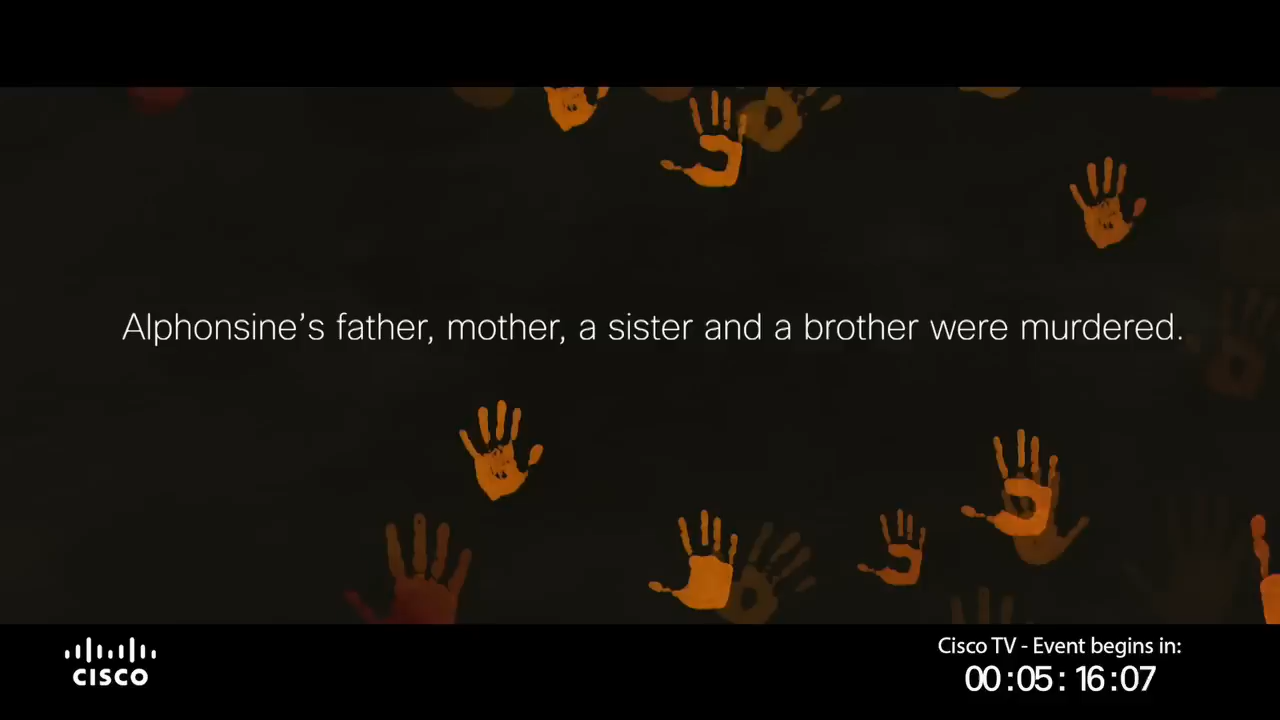 Alphonsine’s father, mother, a sister and a brother were murdered.
CISCO
Cisco TV - Event begins in:
00:05:16:07